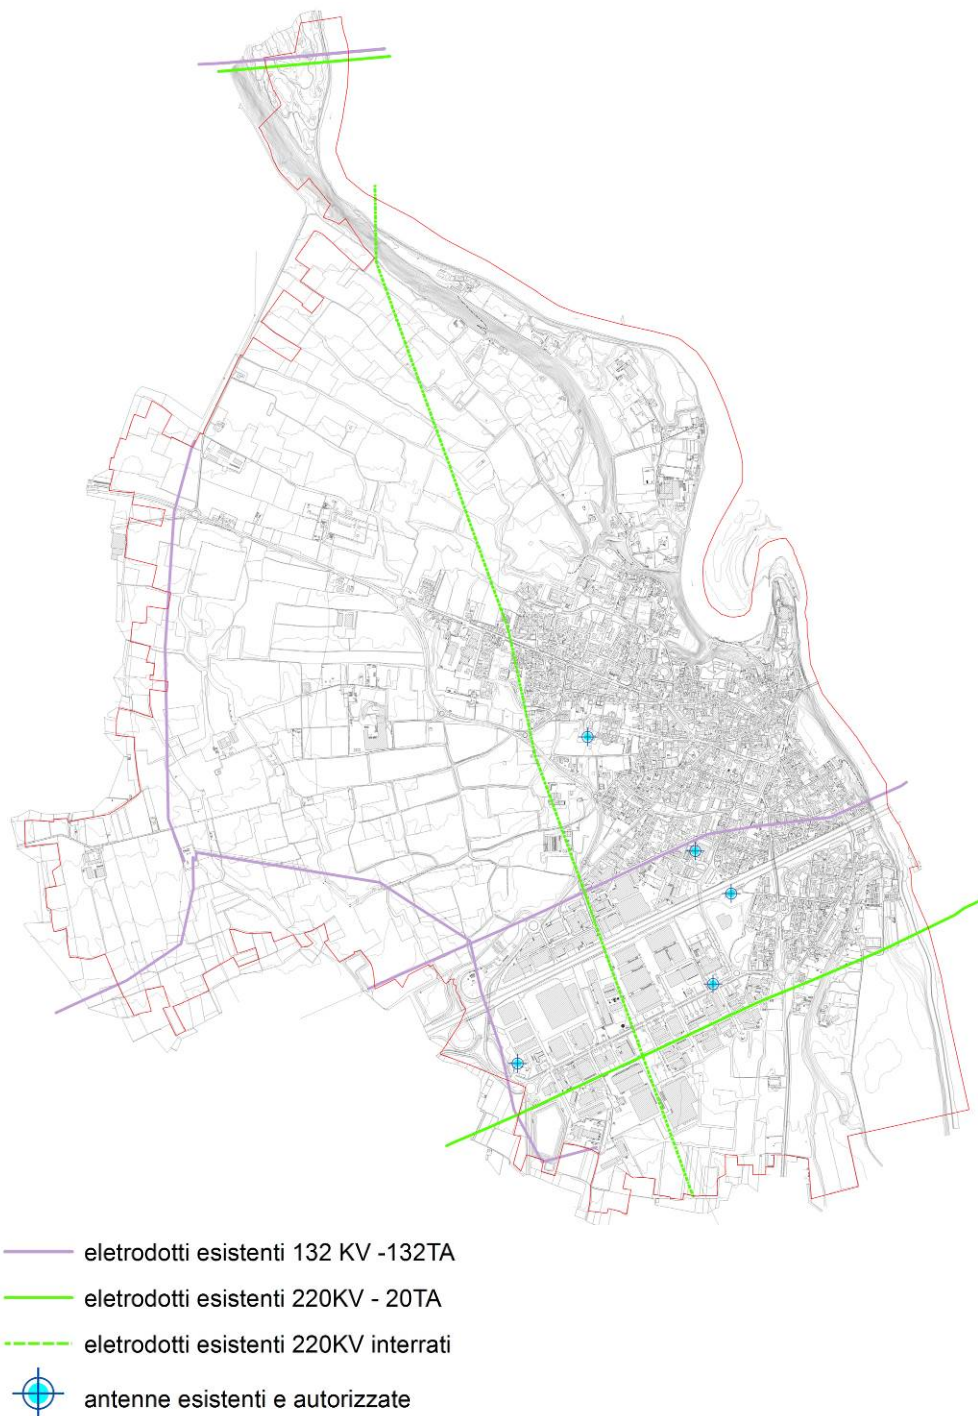 eletrodotti esistenti 132 KV -132TA
eletrodotti esistenti 220KV - 20TA
eletrodotti esistenti 220KV interrati
antenne esistenti e autorizzate